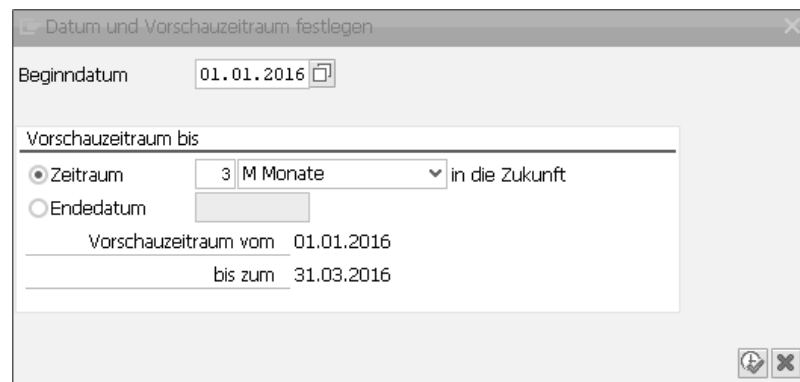 Datum und Vorschauzeitraum festlegen
Beginndatum 01.01.2016
Vorschauzeitraum bis
Zeitraum 3 M Monate in die Zukunft
Endedatum
Vorschauzeitraum vom 01.01.2016
bis zum 31.03.2016